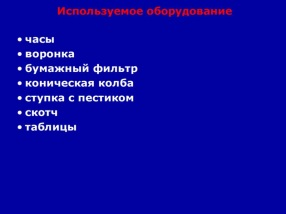 Используемое оборудование
• часы
• воронка
• бумажный фильтр
• коническая колба
• ступка с пестиком
• скотч
• таблицы